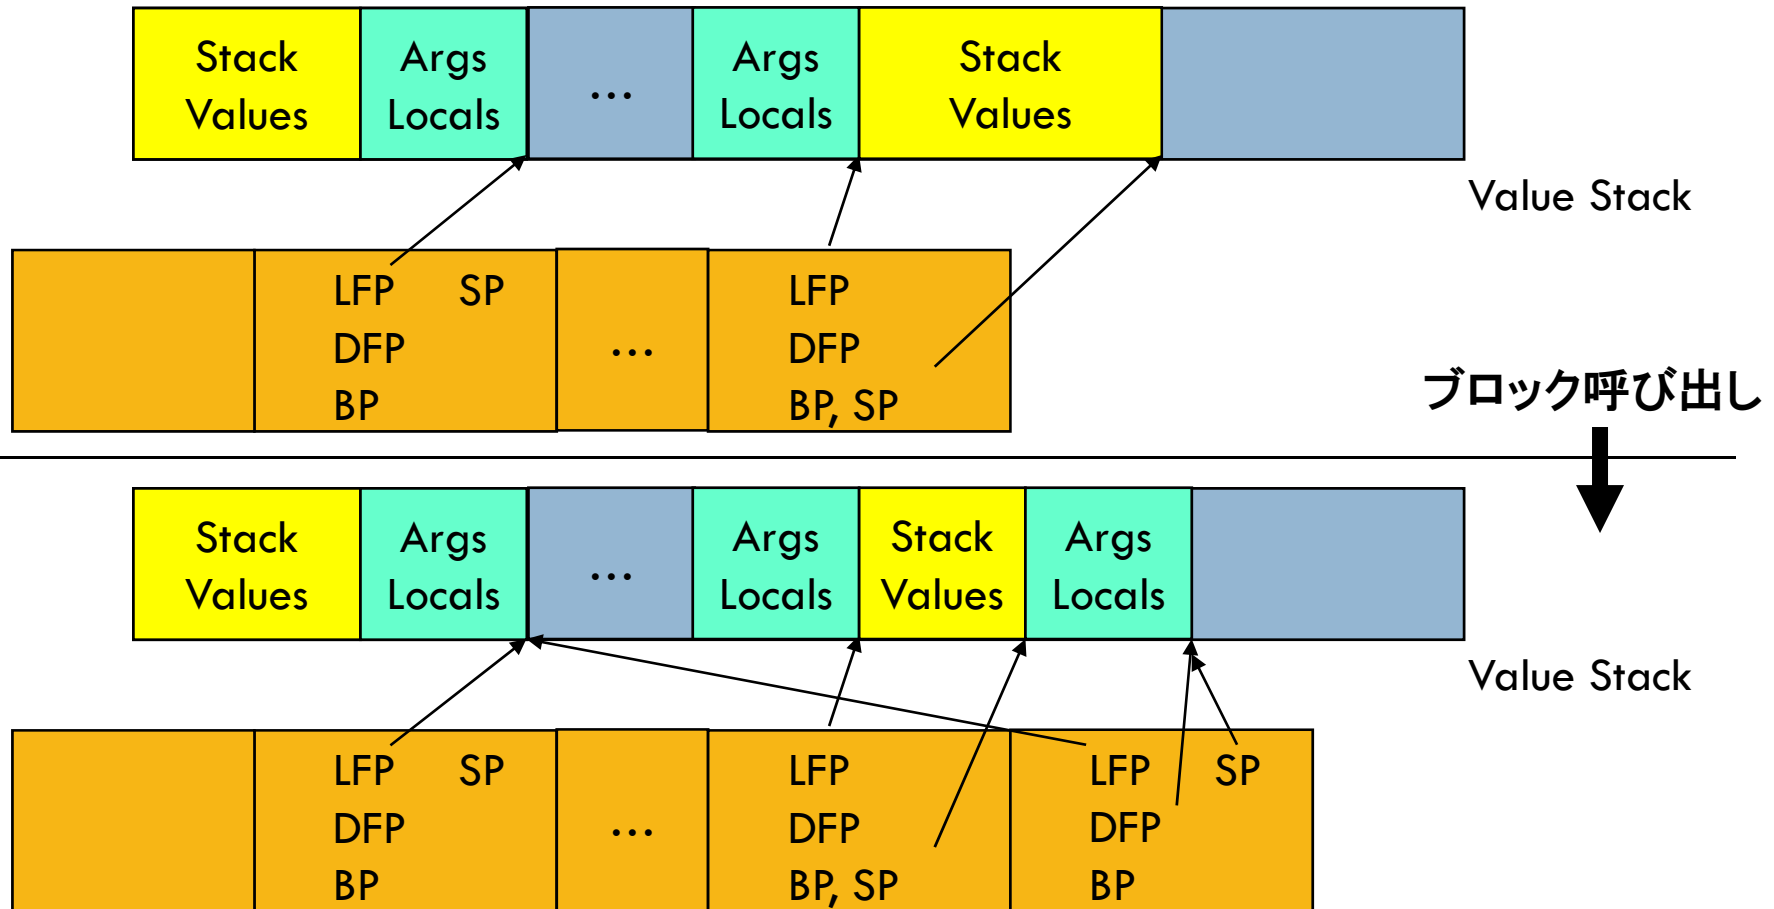 Stack Values
Args Locals
...
Args Locals
Stack Values
Value Stack
LFP SP
DFP
BP
...
LFP
DFP
BP, SP
ブロック呼び出し
Stack Values
Args Locals
...
Args Locals
Stack Values
Args Locals
Value Stack
LFP SP
DFP
BP
...
LFP
DFP
BP, SP
LFP SP
DFP
BP